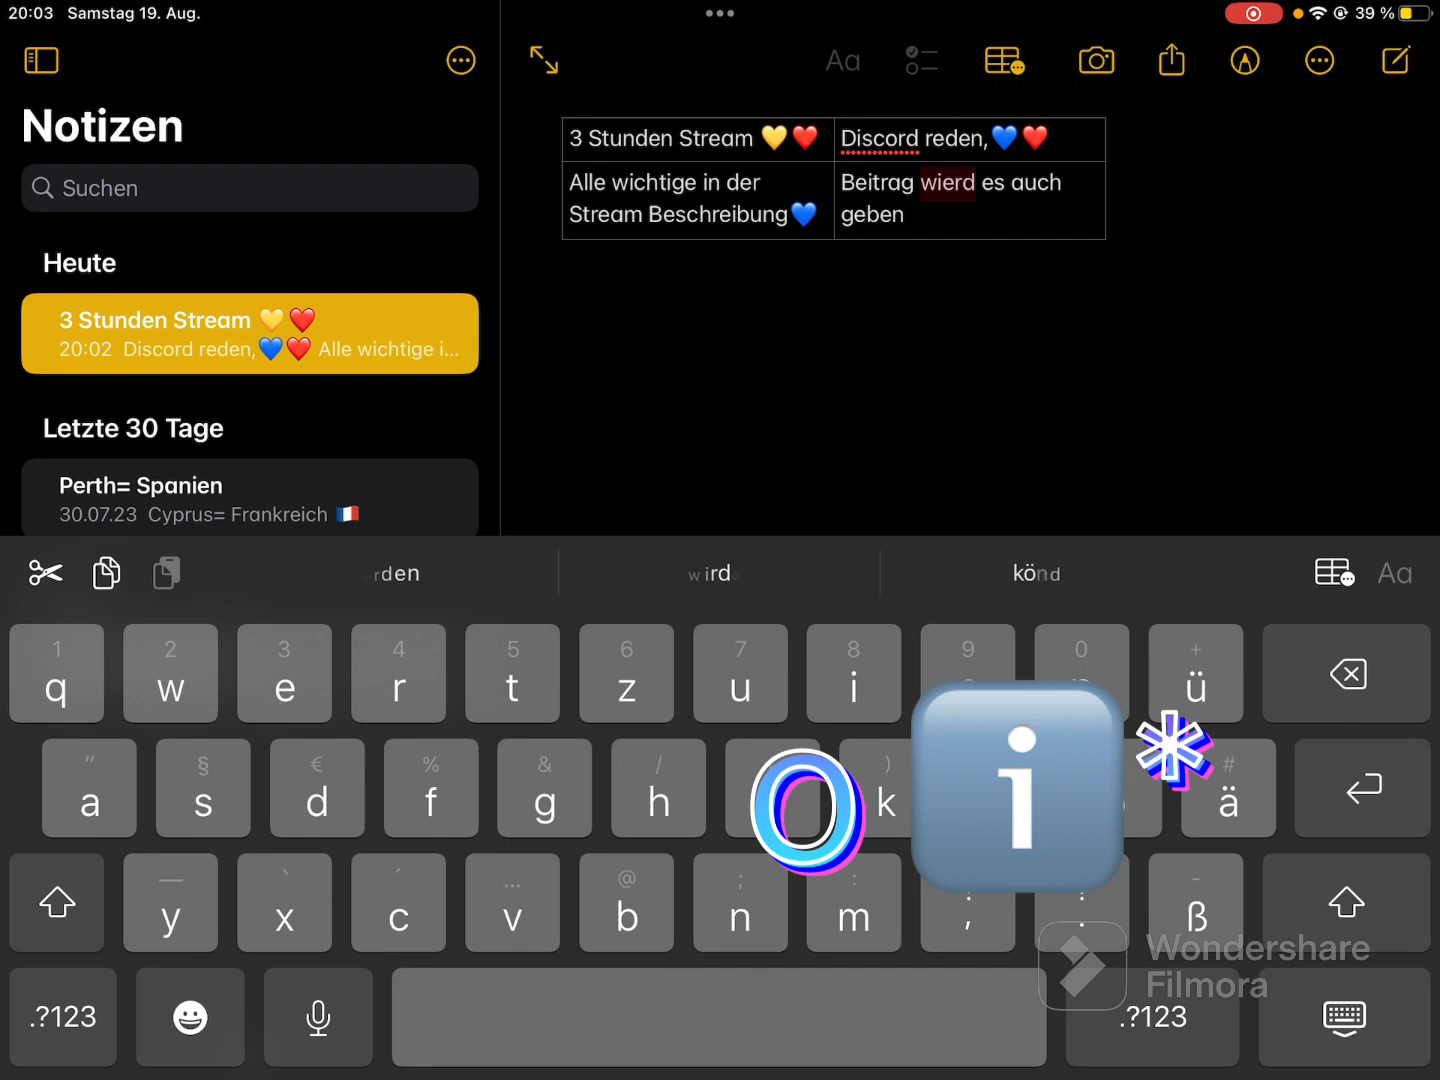 20:03 Samstag 19. Aug.
39 %
Notizen
Suchen
Heute
3 Stunden Stream 💛❤️
20:02 Discord reden,💙❤️ Alle wichtige i...
Letzte 30 Tage
Perth= Spanien
30.07.23 Cyprus= Frankreich 🇫🇷
Aa
3 Stunden Stream 💛❤️
Discord reden,💙❤️
Alle wichtige in der
Stream Beschreibung💙
Beitrag wierd es auch
geben
rden wird könd
Aa
1 2 3 4 5 6 7 8 9 0 +
q w e r t z u i ü
" § € % & / ) #
a s d f g h k ä
O i *
— ` ´ ... @ ; : -
y x c v b n m , . ß
.?123 .?123
Wondershare
Filmora